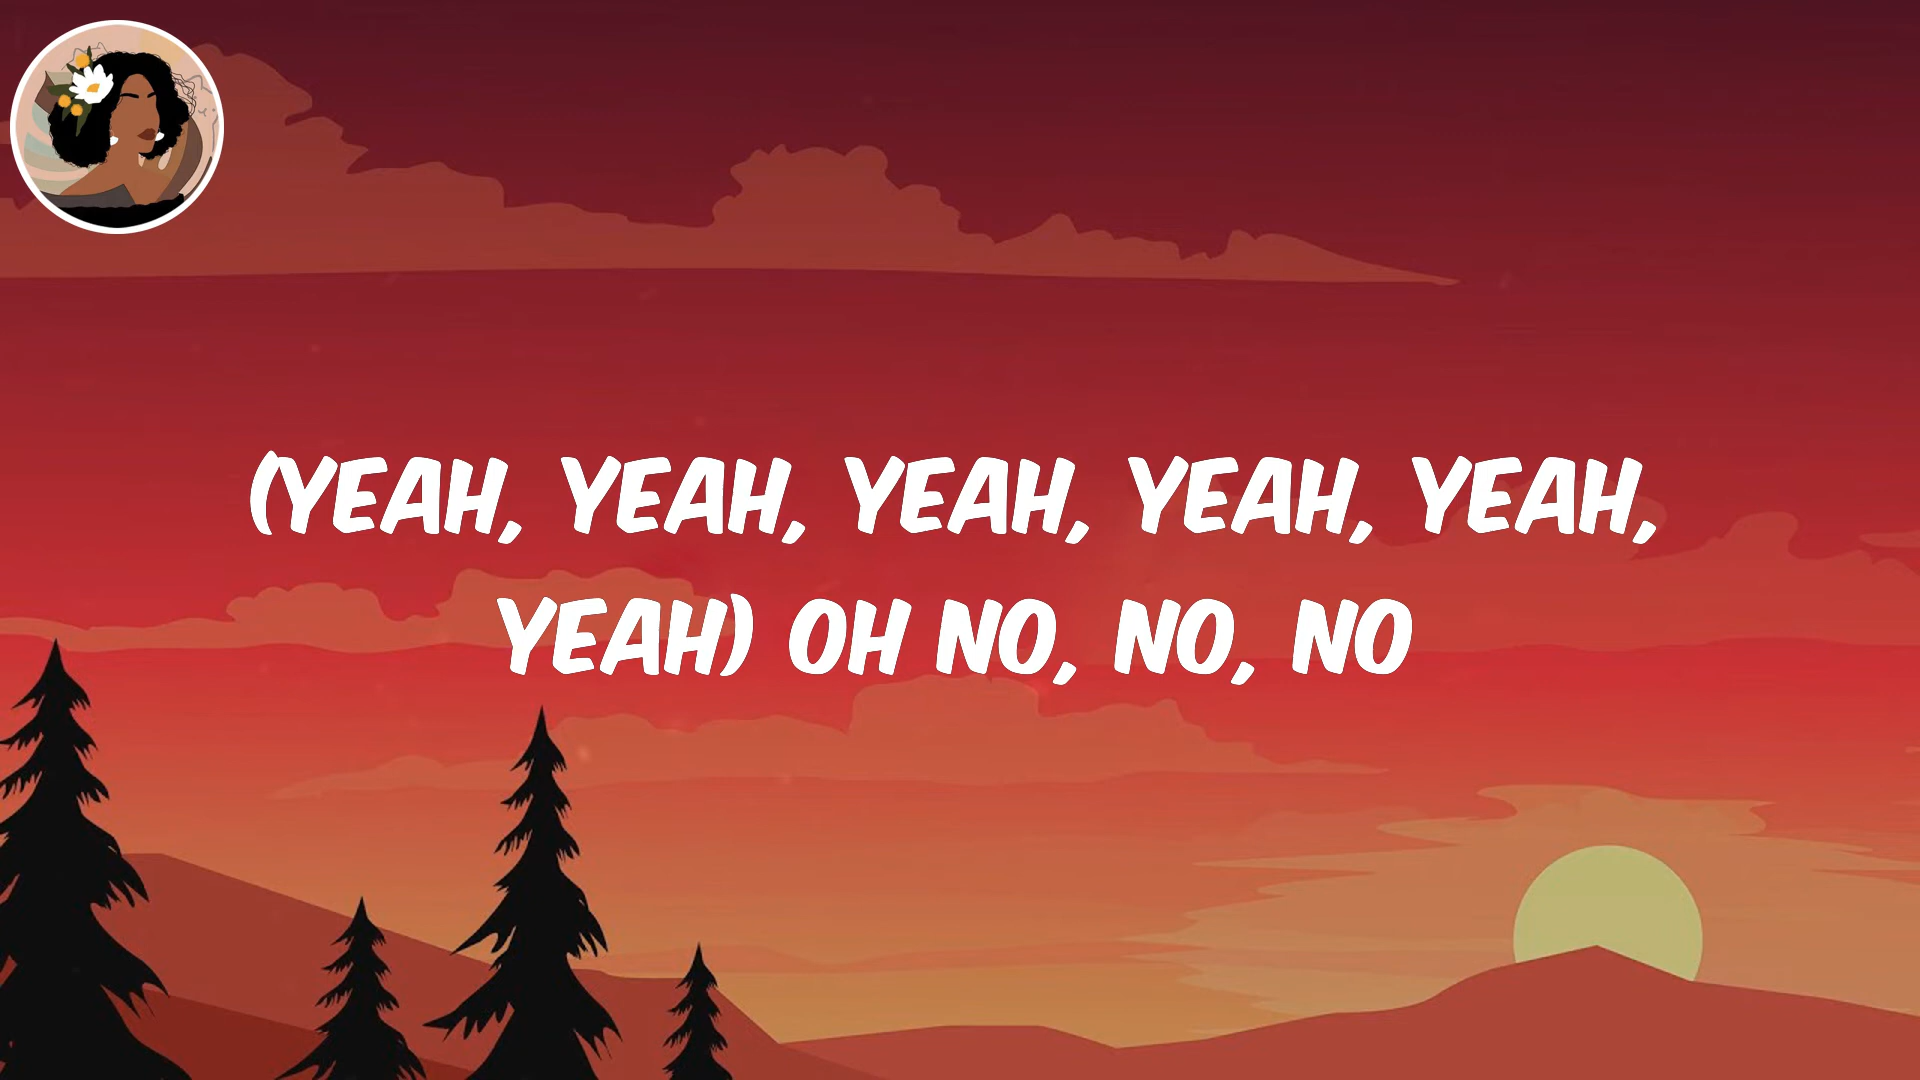 (YEAH, YEAH, YEAH, YEAH, YEAH,
YEAH) OH NO, NO, NO